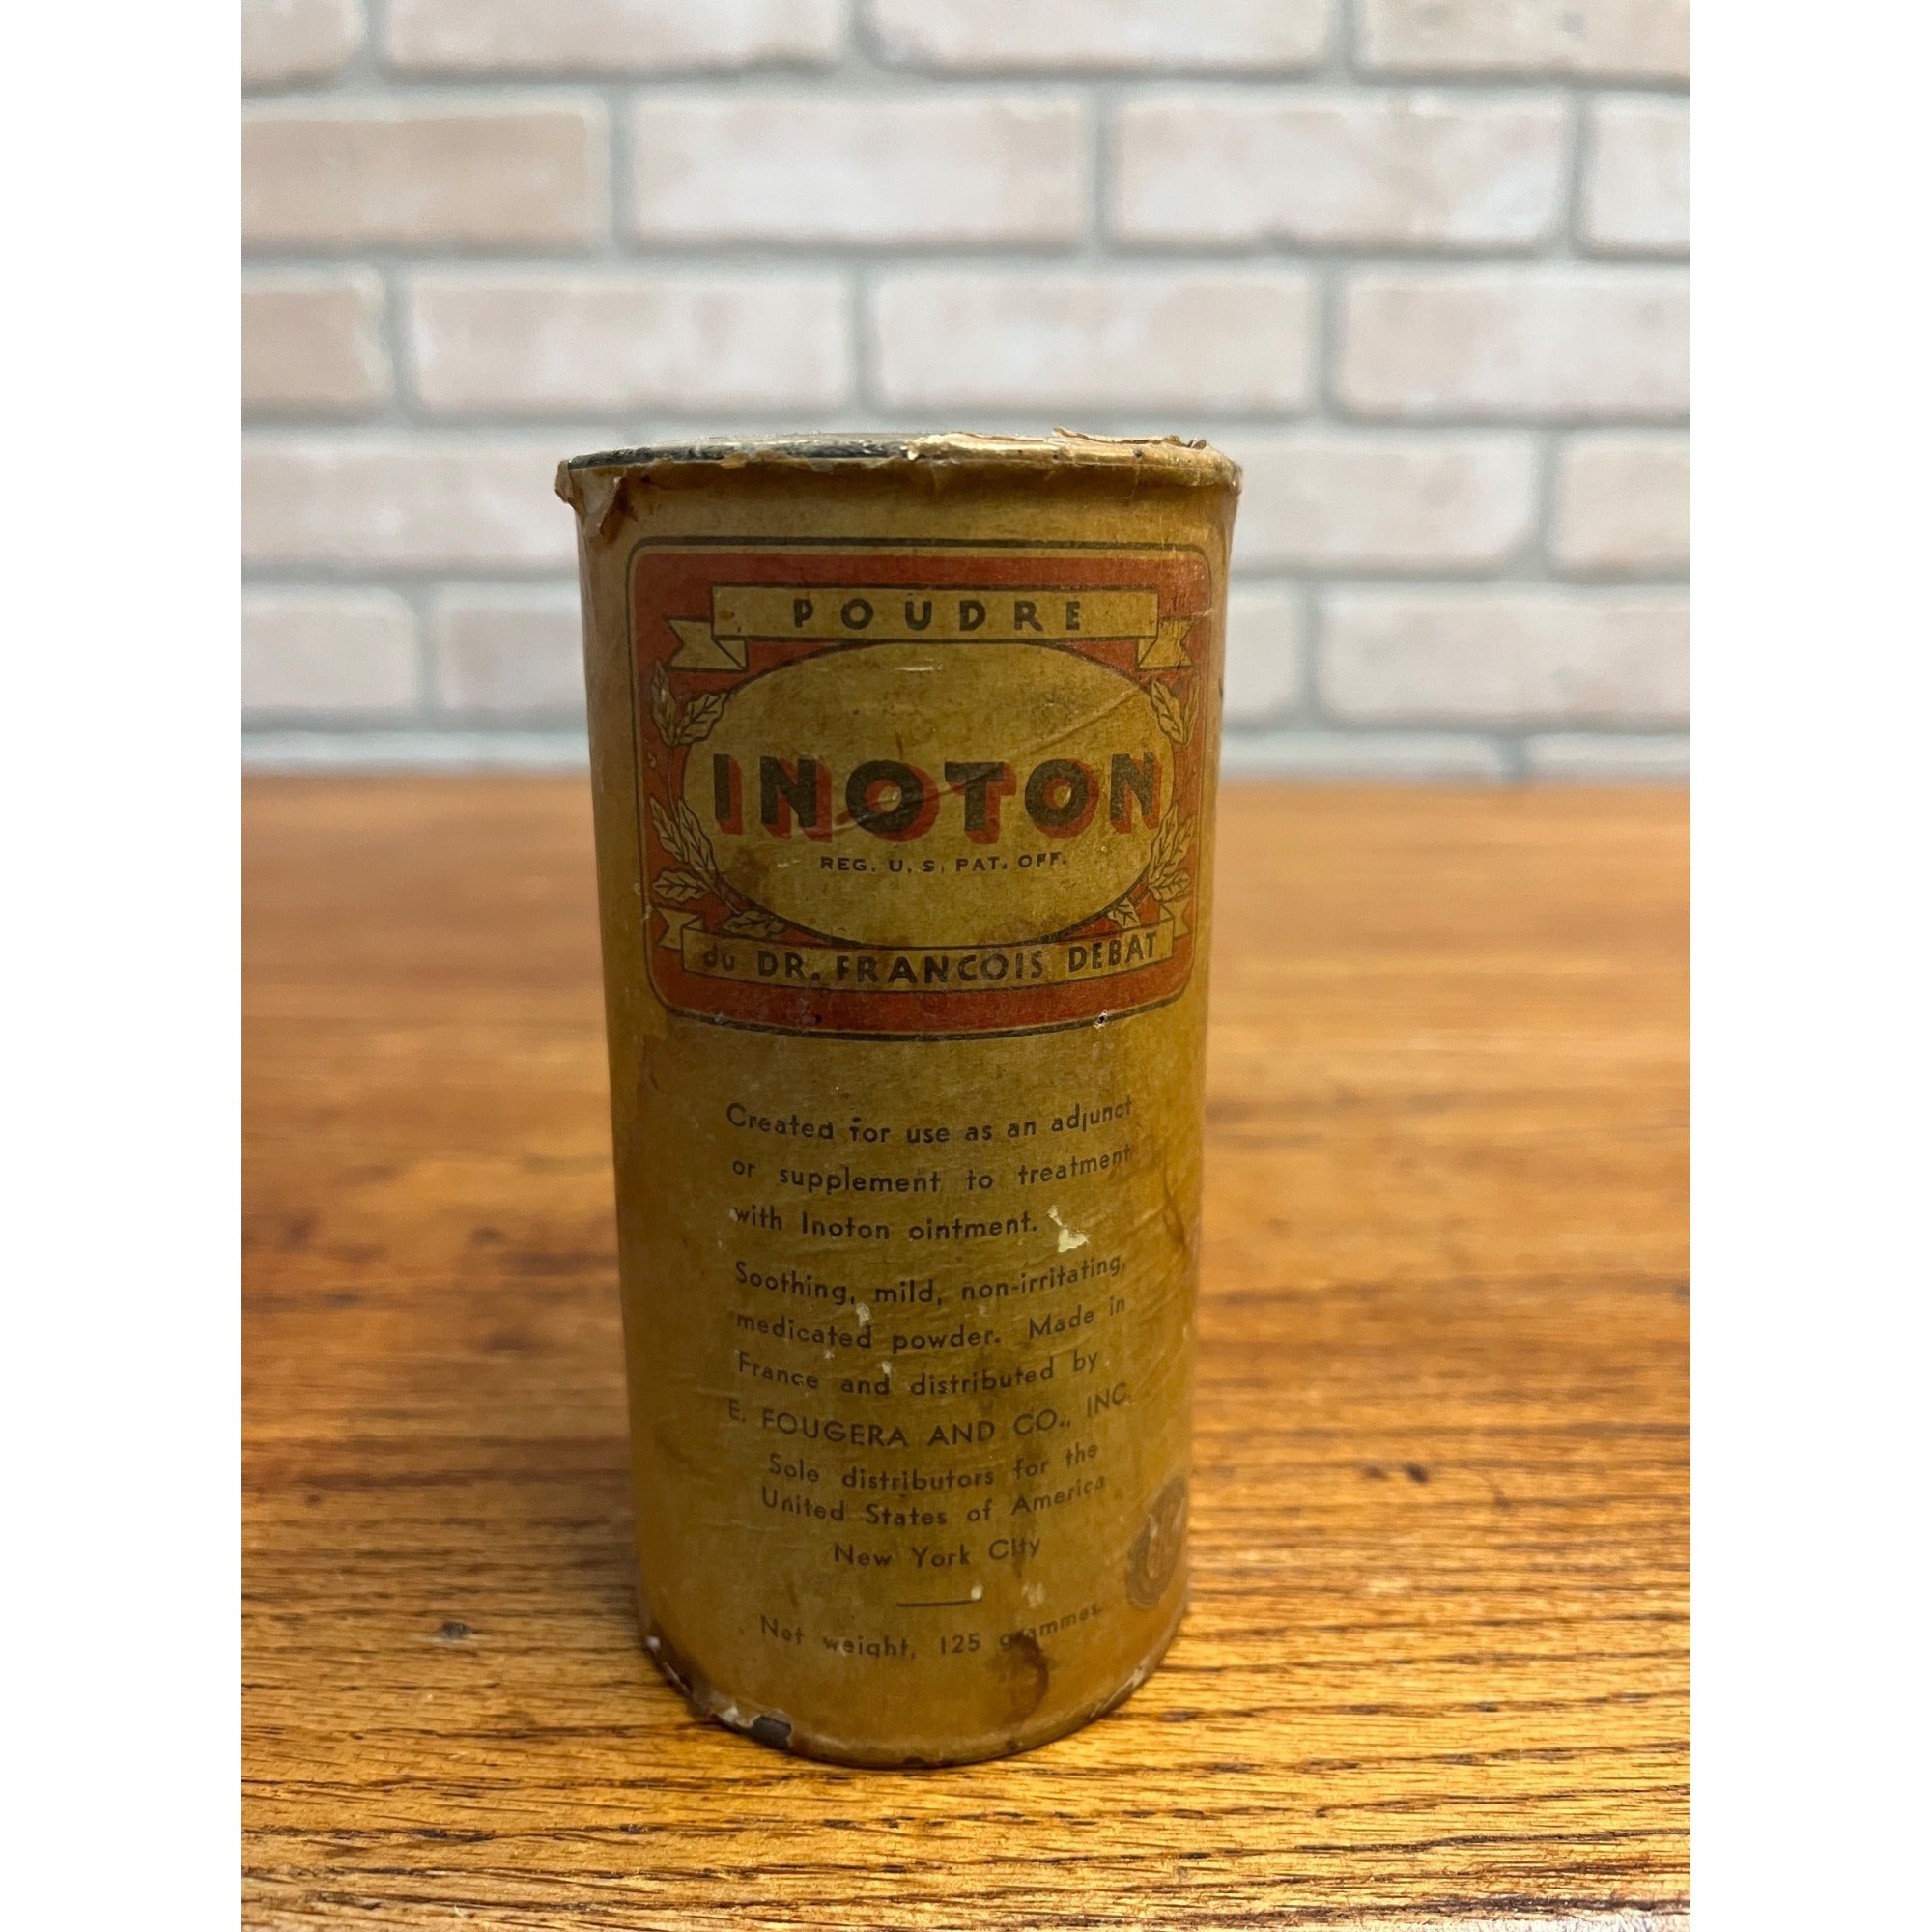 POUDRE
INOTON
REG. U. S. PAT. OFF.
du DR. FRANCOIS DEBAT
Created for use as an adjunct
or supplement to treatment
with Inoton ointment.
Soothing, mild, non-irritating,
medicated powder. Made in
France and distributed by
E. FOUGERA AND CO., INC.
Sole distributors for the
United States of America
New York City
Net weight, 125 grammes.